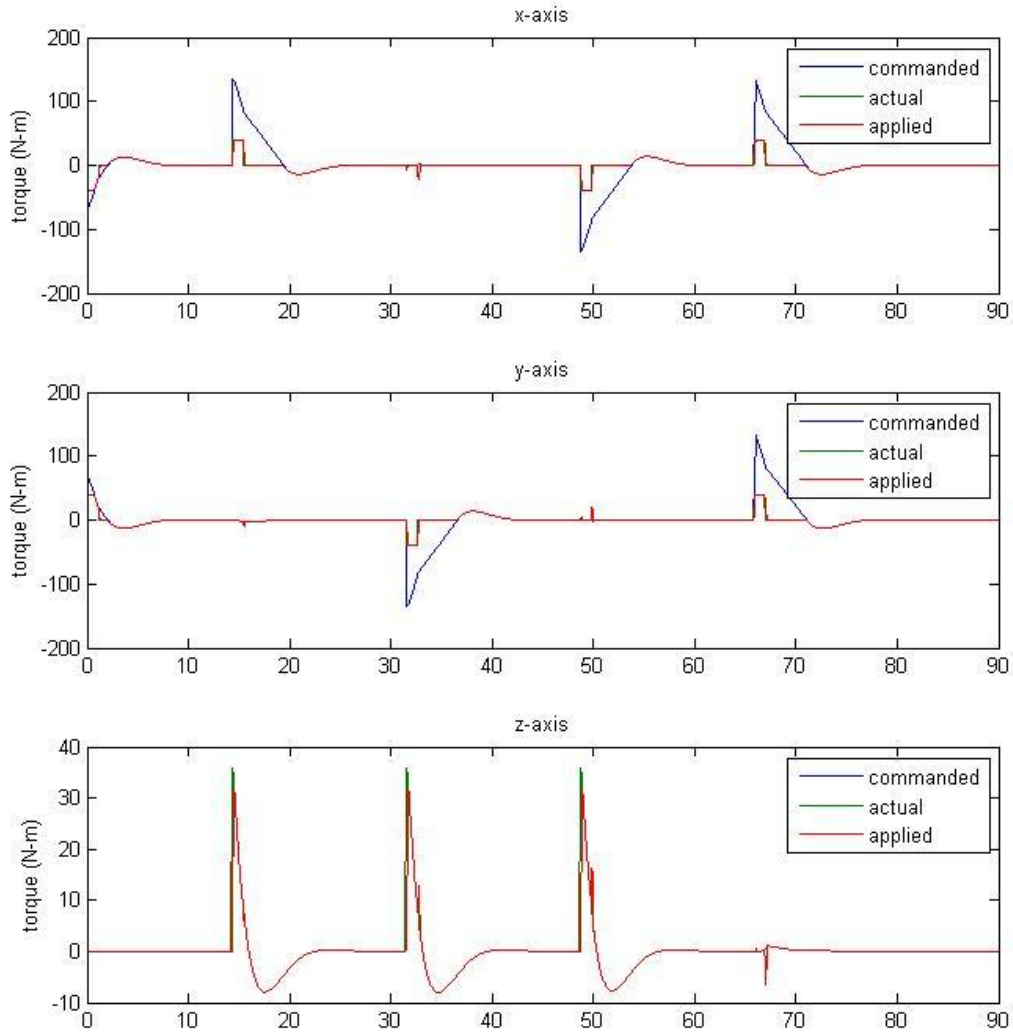 x-axis
200
100
0
-100
-200
torque (N-m)
commanded
actual
applied
0 10 20 30 40 50 60 70 80 90
y-axis
200
100
0
-100
-200
torque (N-m)
commanded
actual
applied
0 10 20 30 40 50 60 70 80 90
z-axis
40
30
20
10
0
-10
torque (N-m)
commanded
actual
applied
0 10 20 30 40 50 60 70 80 90